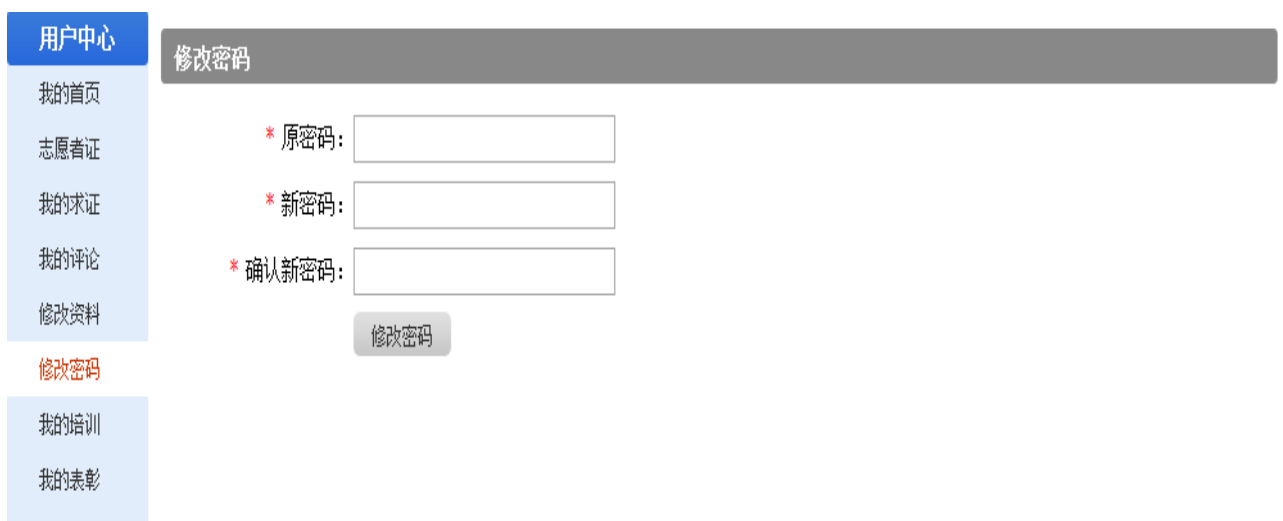 用户中心
我的首页
志愿者证
我的求证
我的评论
修改资料
修改密码
我的培训
我的表彰
修改密码
* 原密码：
* 新密码：
* 确认新密码：
修改密码